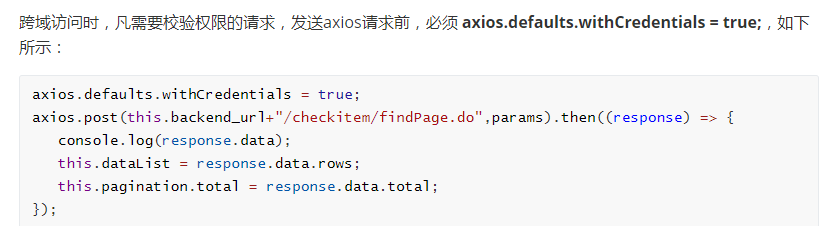 跨域访问时，凡需要校验权限的请求，发送axios请求前，必须 axios.defaults.withCredentials = true;，如下
所示：
axios.defaults.withCredentials = true;
axios.post(this.backend_url+"/checkitem/findPage.do",params).then((response) => {
   console.log(response.data);
   this.dataList = response.data.rows;
   this.pagination.total = response.data.total;
});